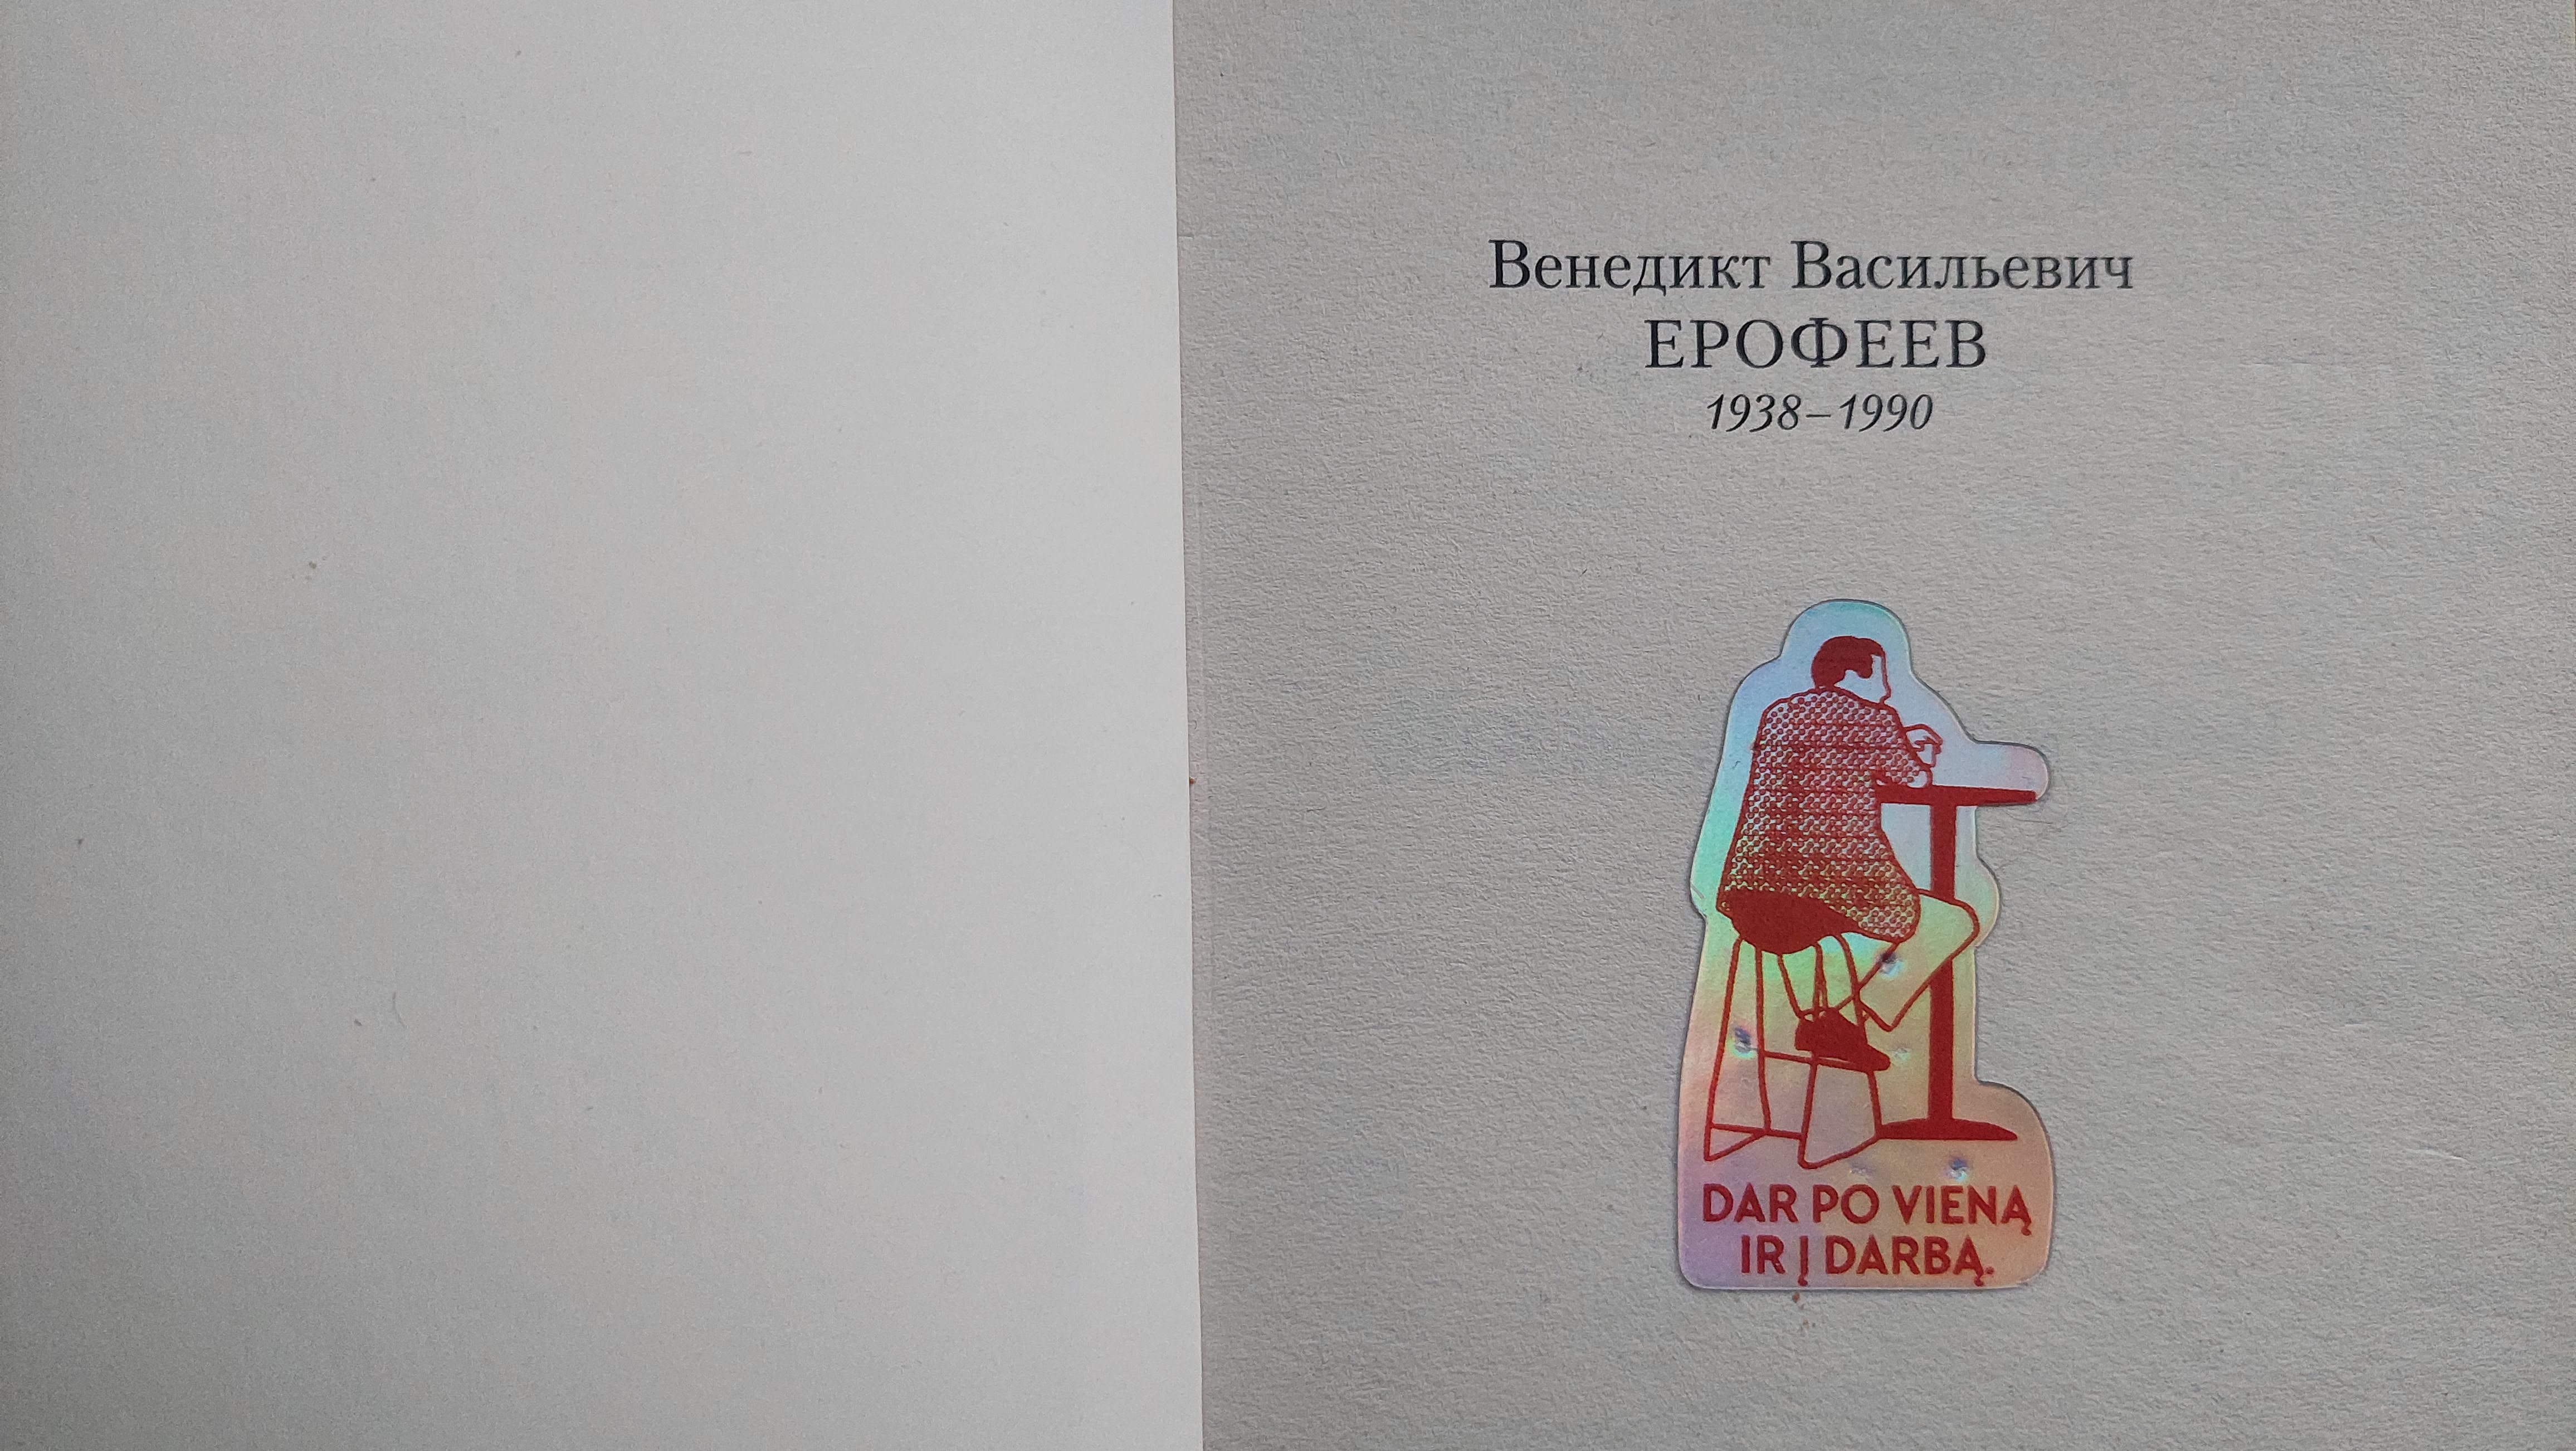 Венедикт Васильевич
ЕРОФЕЕВ
1938–1990
DAR PO VIENĄ
IR Į DARBĄ.